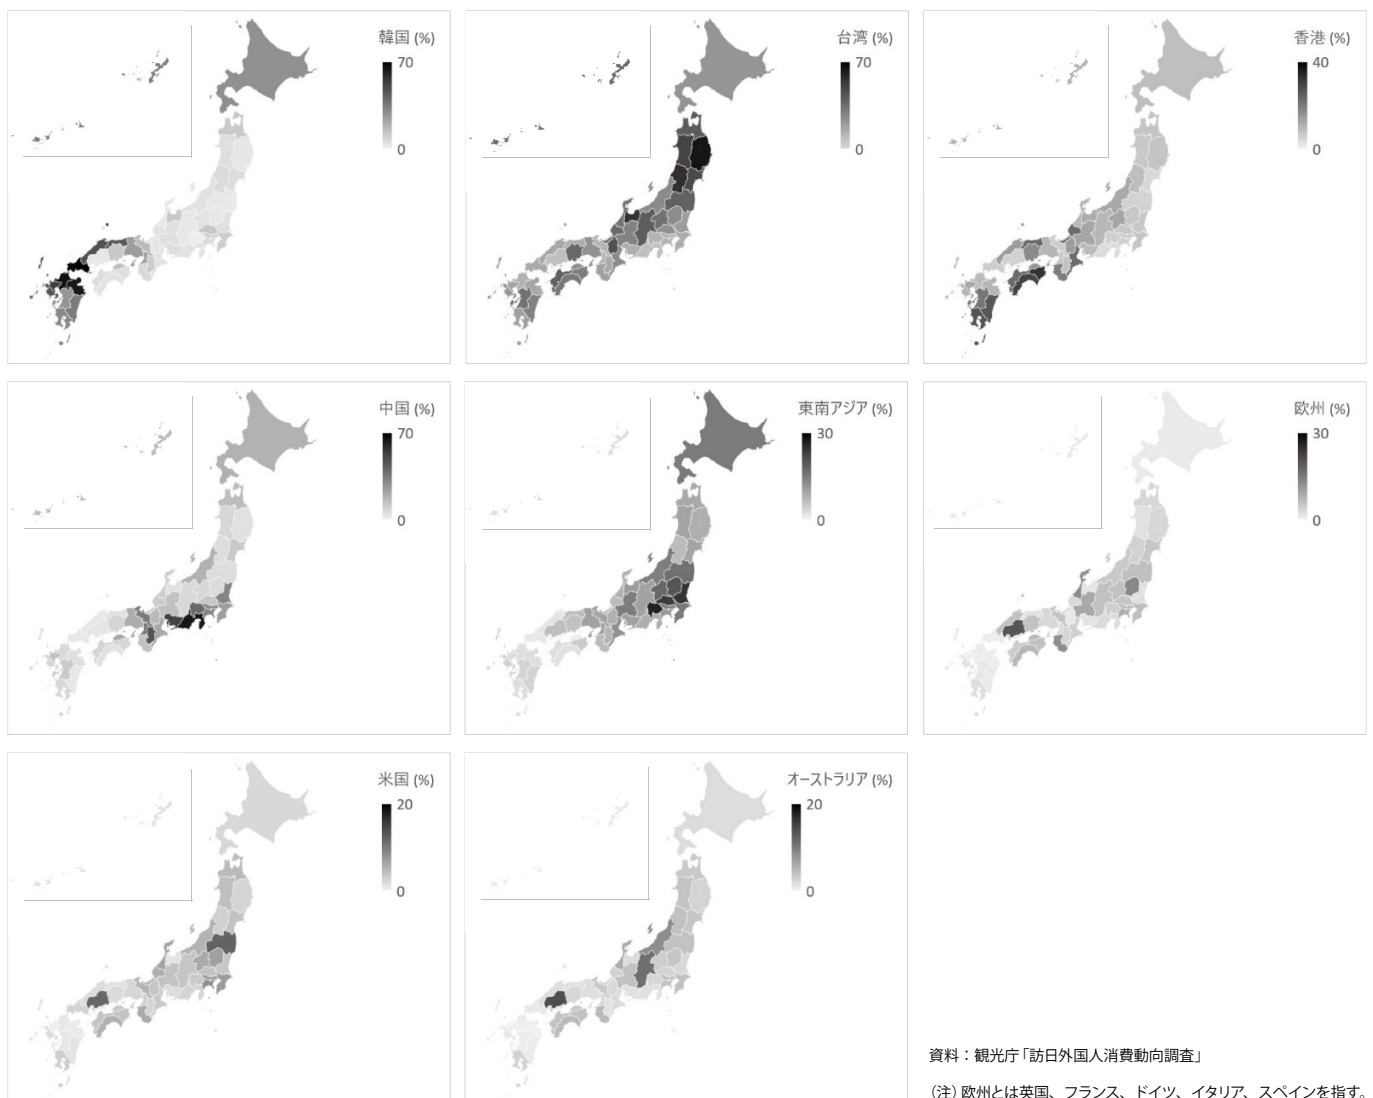 韓国 (%)
70
0
台湾 (%)
70
0
香港 (%)
40
0
中国 (%)
70
0
東南アジア (%)
30
0
欧州 (%)
30
0
米国 (%)
20
0
オーストラリア (%)
20
0
資料：観光庁「訪日外国人消費動向調査」
（注）欧州とは英国、フランス、ドイツ、イタリア、スペインを指す。